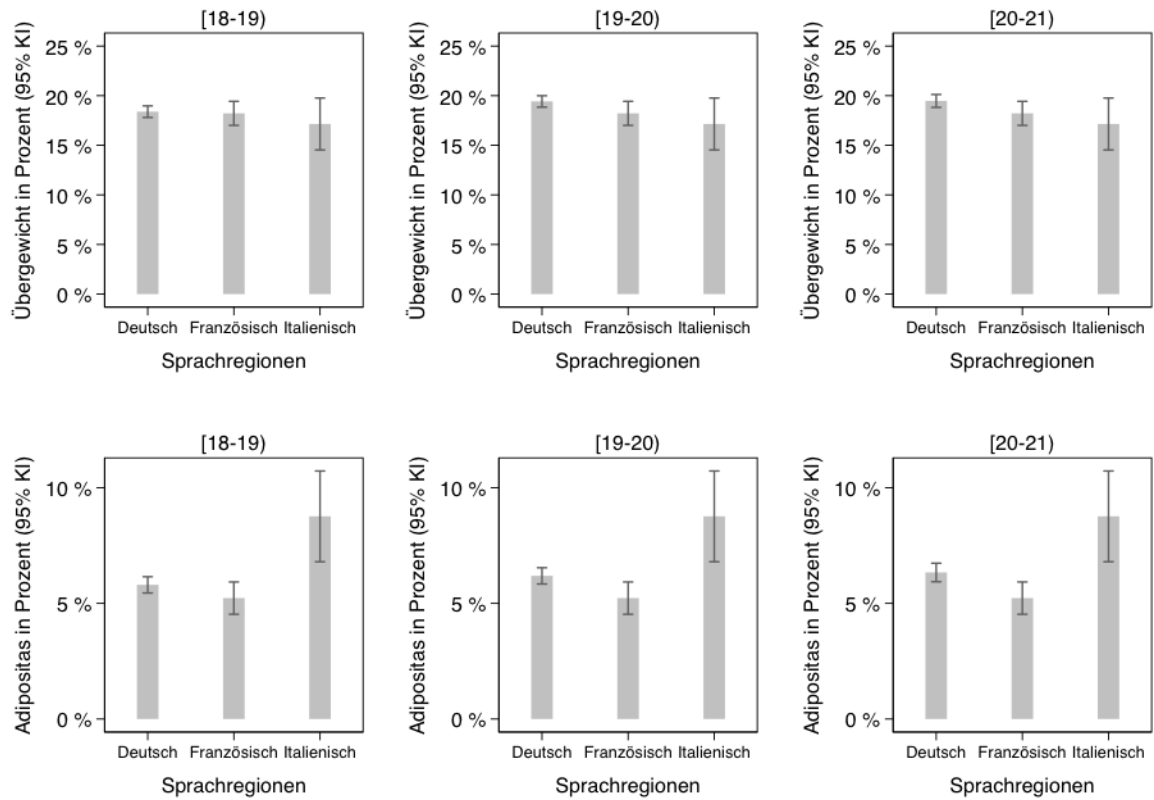 [18-19)
Übergewicht in Prozent (95% KI)
25 %
20 %
15 %
10 %
5 %
0 %
Deutsch Französisch Italienisch
Sprachregionen
[19-20)
Übergewicht in Prozent (95% KI)
25 %
20 %
15 %
10 %
5 %
0 %
Deutsch Französisch Italienisch
Sprachregionen
[20-21)
Übergewicht in Prozent (95% KI)
25 %
20 %
15 %
10 %
5 %
0 %
Deutsch Französisch Italienisch
Sprachregionen
[18-19)
Adipositas in Prozent (95% KI)
10 %
5 %
0 %
Deutsch Französisch Italienisch
Sprachregionen
[19-20)
Adipositas in Prozent (95% KI)
10 %
5 %
0 %
Deutsch Französisch Italienisch
Sprachregionen
[20-21)
Adipositas in Prozent (95% KI)
10 %
5 %
0 %
Deutsch Französisch Italienisch
Sprachregionen